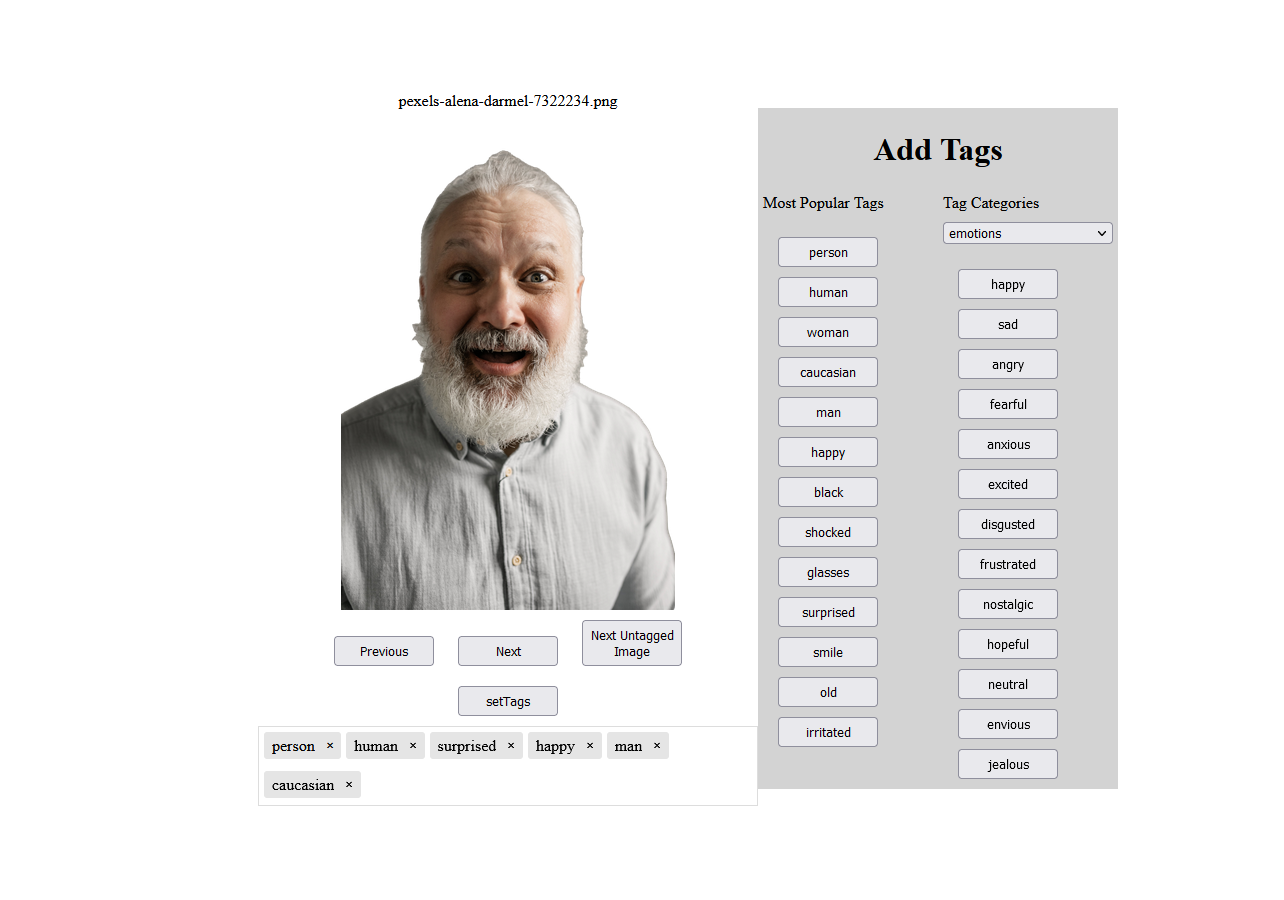 pexels-alena-darmel-7322234.png
Previous
Next
Next Untagged
Image
setTags
person × human × surprised × happy × man ×
caucasian ×
Add Tags
Most Popular Tags
person
human
woman
caucasian
man
happy
black
shocked
glasses
surprised
smile
old
irritated
Tag Categories
emotions
happy
sad
angry
fearful
anxious
excited
disgusted
frustrated
nostalgic
hopeful
neutral
envious
jealous